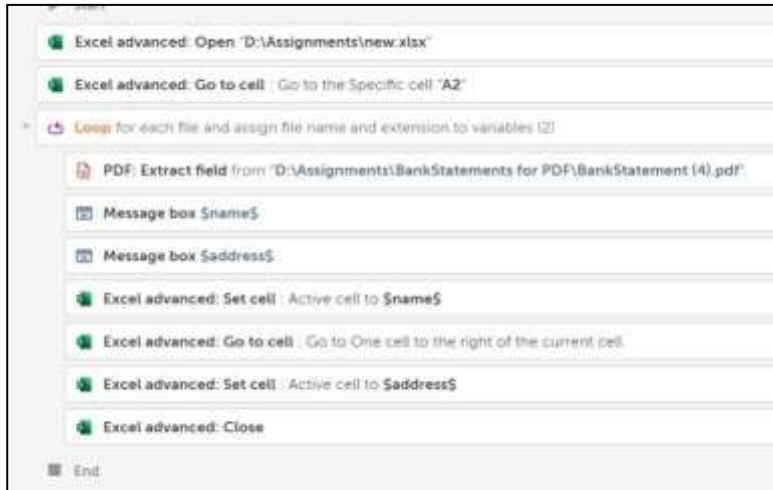 Start
Excel advanced: Open "D:\Assignments\new.xlsx"
Excel advanced: Go to cell : Go to the Specific cell "A2"
Loop for each file and assign file name and extension to variables (2)
PDF: Extract field from "D:\Assignments\BankStatements for PDF\BankStatement (4).pdf"
Message box $name$
Message box $address$
Excel advanced: Set cell : Active cell to $name$
Excel advanced: Go to cell : Go to One cell to the right of the current cell
Excel advanced: Set cell : Active cell to $address$
Excel advanced: Close
End